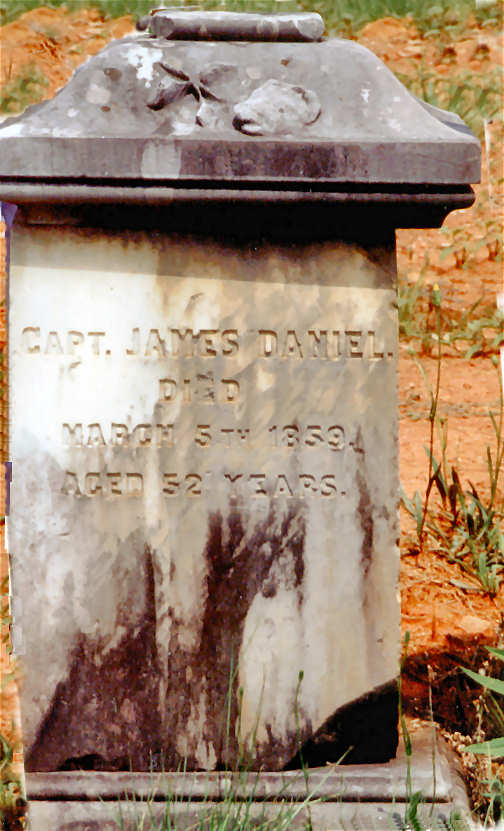 CAPT. JAMES DANIEL.
DIED
MARCH 5TH 1859.
AGED 52 YEARS.